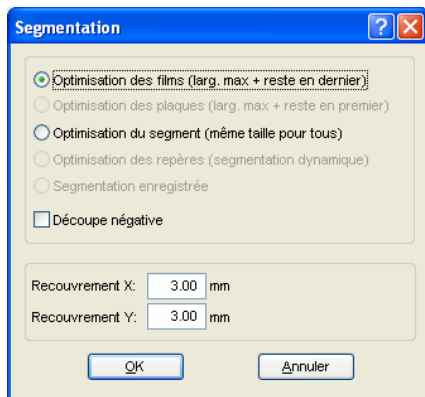 Segmentation
Optimisation des films (larg. max + reste en dernier)
Optimisation des plaques (larg. max + reste en premier)
Optimisation du segment (même taille pour tous)
Optimisation des repères (segmentation dynamique)
Segmentation enregistrée
Découpe négative
Recouvrement X: 3.00 mm
Recouvrement Y: 3.00 mm
OK Annuler